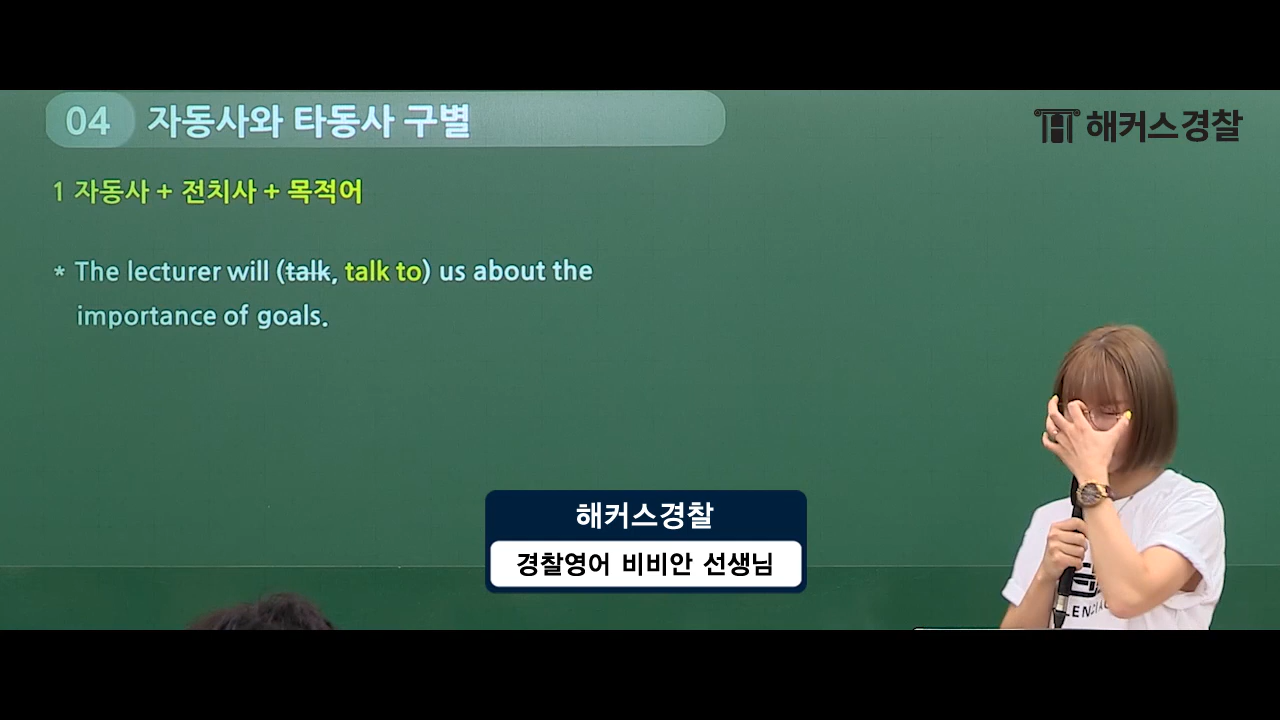 04 자동사와 타동사 구별
해커스경찰
1 자동사 + 전치사 + 목적어
* The lecturer will (talk, talk to) us about the
importance of goals.
해커스경찰
경찰영어 비비안 선생님